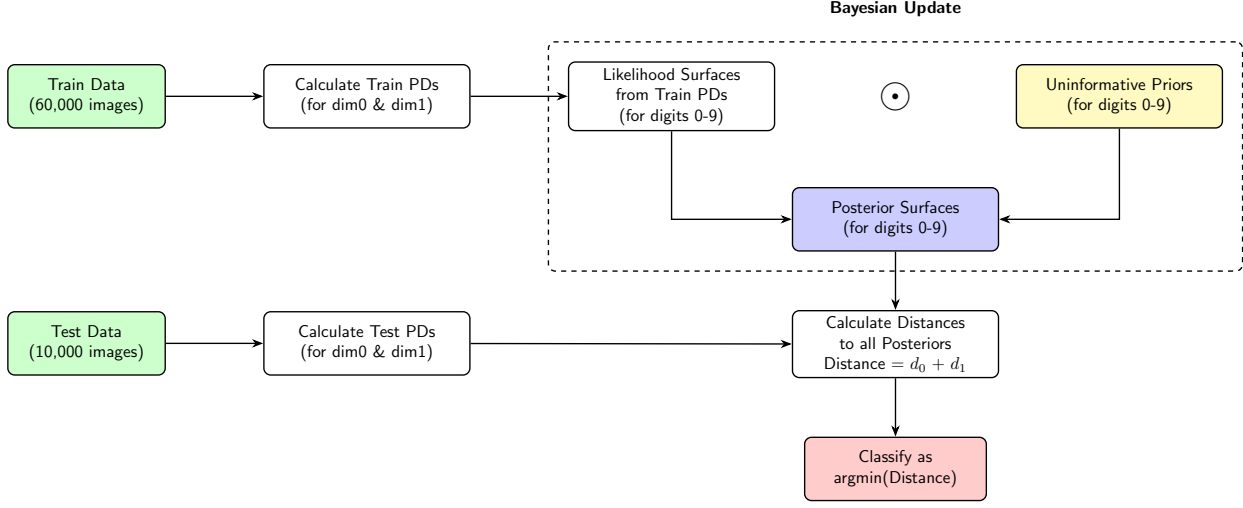 Bayesian Update
Train Data
(60,000 images)
Calculate Train PDs
(for dim0 & dim1)
Likelihood Surfaces
from Train PDs
(for digits 0-9)
⊙
Uninformative Priors
(for digits 0-9)
Posterior Surfaces
(for digits 0-9)
Test Data
(10,000 images)
Calculate Test PDs
(for dim0 & dim1)
Calculate Distances
to all Posteriors
Distance = d₀ + d₁
Classify as
argmin(Distance)